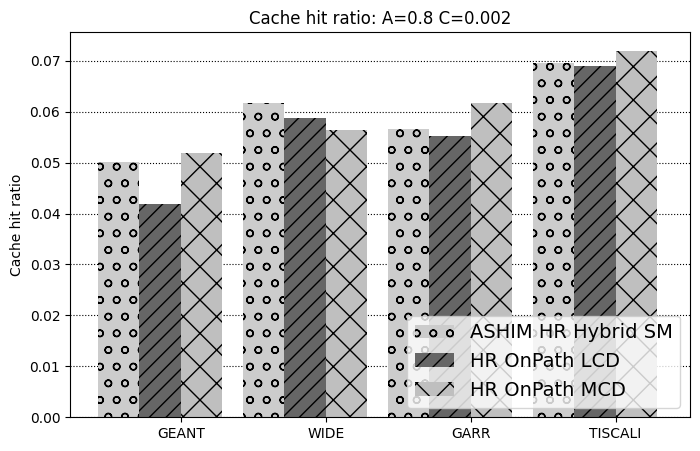 Cache hit ratio: A=0.8 C=0.002
Cache hit ratio
0.07
0.06
0.05
0.04
0.03
0.02
0.01
0.00
GEANT WIDE GARR TISCALI
ASHIM HR Hybrid SM
HR OnPath LCD
HR OnPath MCD